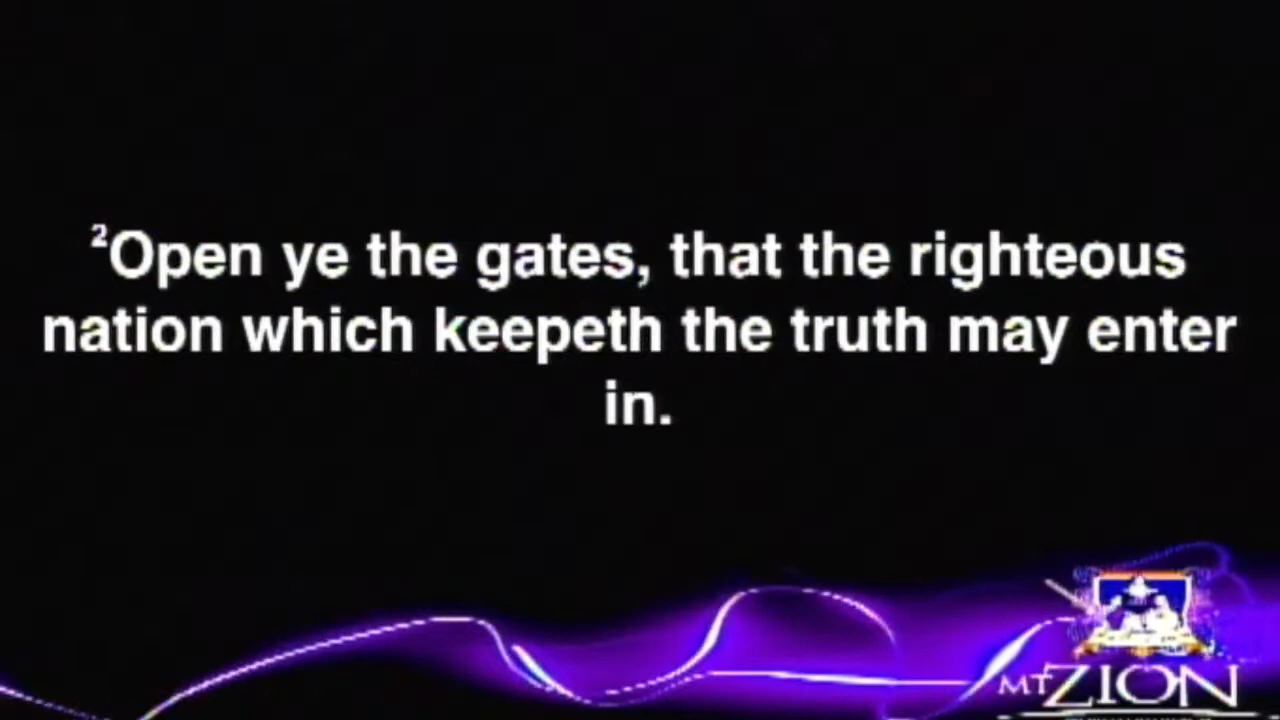 ²Open ye the gates, that the righteous
nation which keepeth the truth may enter
in.
MT ZION